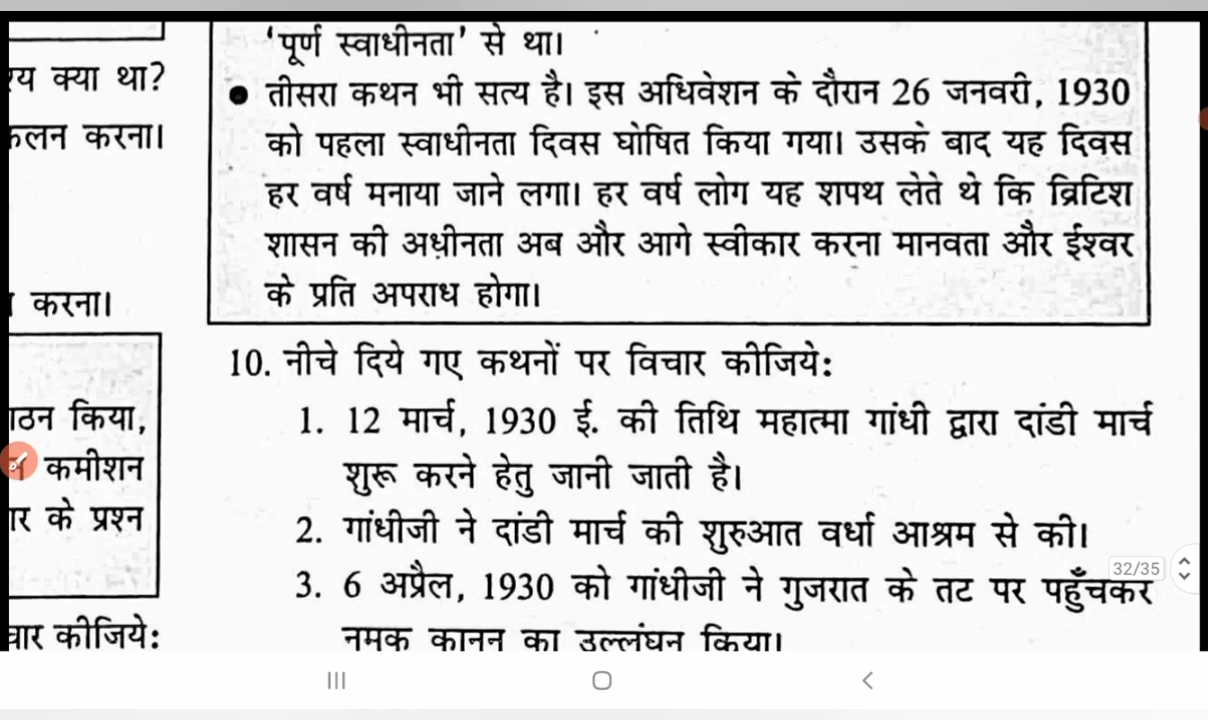 श्य क्या था?
कलन करना।
करना।
ठन किया,
कमीशन
र के प्रश्न
चार कीजिये:
'पूर्ण स्वाधीनता' से था।
● तीसरा कथन भी सत्य है। इस अधिवेशन के दौरान 26 जनवरी, 1930
को पहला स्वाधीनता दिवस घोषित किया गया। उसके बाद यह दिवस
हर वर्ष मनाया जाने लगा। हर वर्ष लोग यह शपथ लेते थे कि ब्रिटिश
शासन की अधीनता अब और आगे स्वीकार करना मानवता और ईश्वर
के प्रति अपराध होगा।
10. नीचे दिये गए कथनों पर विचार कीजिये:
1. 12 मार्च, 1930 ई. की तिथि महात्मा गांधी द्वारा दांडी मार्च
शुरू करने हेतु जानी जाती है।
2. गांधीजी ने दांडी मार्च की शुरुआत वर्धा आश्रम से की।
3. 6 अप्रैल, 1930 को गांधीजी ने गुजरात के तट पर पहुँचकर
नमक कानून का उल्लंघन किया।
32/35